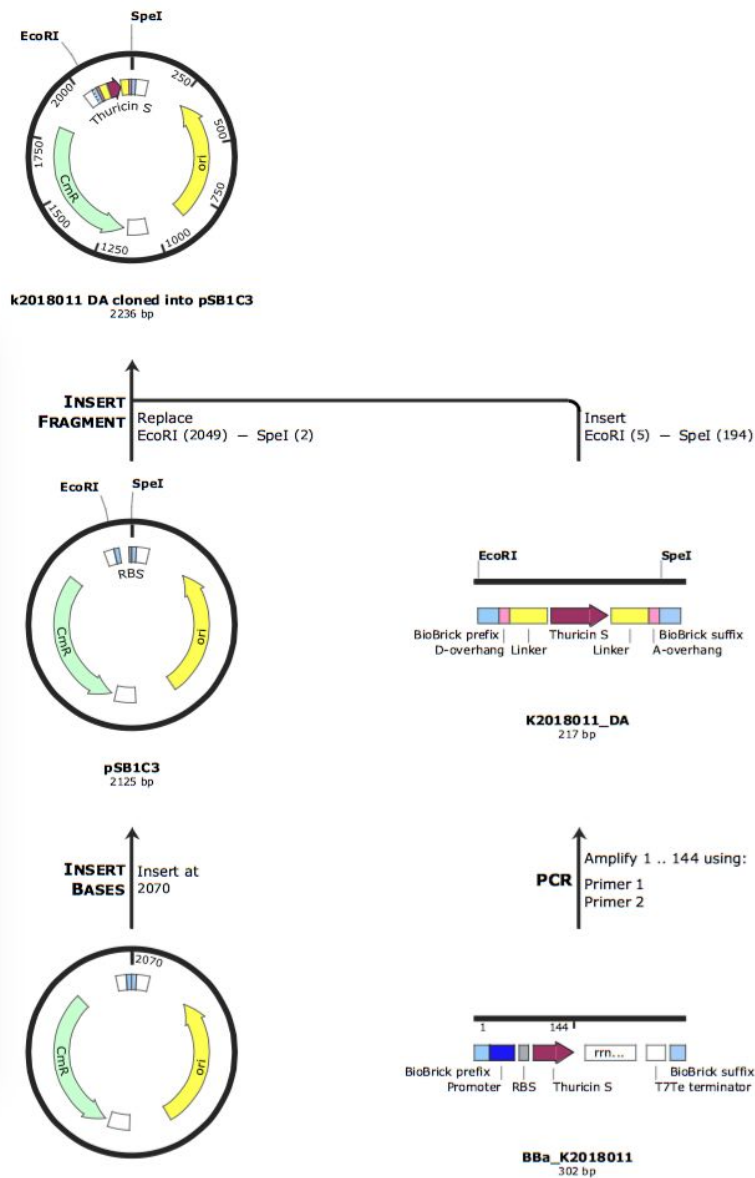 SpeI
EcoRI
2000
250
Thuricin S
1750
500
CmR
ori
1500
750
1250
1000
k2018011 DA cloned into pSB1C3
2236 bp
INSERT
FRAGMENT
Replace
EcoRI (2049) – SpeI (2)
Insert
EcoRI (5) – SpeI (194)
EcoRI
SpeI
RBS
CmR
ori
pSB1C3
2125 bp
EcoRI
SpeI
BioBrick prefix
Thuricin S
BioBrick suffix
D-overhang
Linker
Linker
A-overhang
K2018011_DA
217 bp
INSERT
BASES
Insert at
2070
PCR
Amplify 1 .. 144 using:
Primer 1
Primer 2
2070
CmR
ori
1
144
rrn...
BioBrick prefix
BioBrick suffix
Promoter
RBS
Thuricin S
T7Te terminator
BBa_K2018011
302 bp